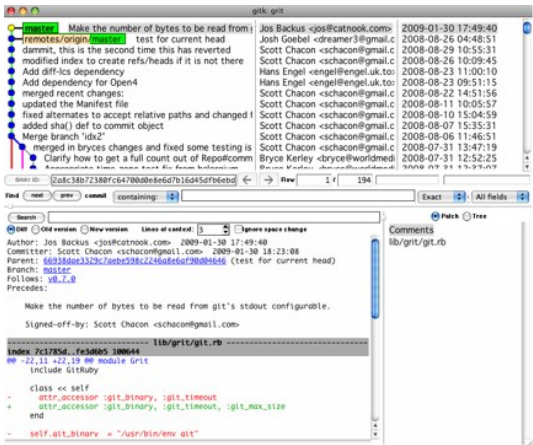 gitk: grit
master Make the number of bytes to be read from Jos Backus <jos@catnook.com> 2009-01-30 17:49:40
remotes/origin/master test for current head Josh Goebel <dreamer3@gmail.c 2008-08-26 04:48:51
dammit, this is the second time this has reverted Scott Chacon <schacon@gmail.c 2008-08-29 10:55:31
modified index to create refs/heads if it is not there Scott Chacon <schacon@gmail.c 2008-08-26 10:09:45
Add diff-lcs dependency Hans Engel <engel@engel.uk.to> 2008-08-23 11:00:10
Add dependency for Open4 Hans Engel <engel@engel.uk.to> 2008-08-23 09:51:15
merged recent changes: Scott Chacon <schacon@gmail.c 2008-08-22 14:51:56
updated the Manifest file Scott Chacon <schacon@gmail.c 2008-08-11 10:05:57
fixed alternates to accept relative paths and changed f Scott Chacon <schacon@gmail.c 2008-08-10 15:04:59
added sha() def to commit object Scott Chacon <schacon@gmail.c 2008-08-07 15:35:31
Merge branch 'idx2' Scott Chacon <schacon@gmail.c 2008-08-06 11:46:51
merged in bryces changes and fixed some testing is Scott Chacon <schacon@gmail.c 2008-07-31 13:47:19
Clarify how to get a full count out of Repo#comm Bryce Kerley <bryce@worldmedi 2008-07-31 12:52:25
SHA1 ID: 2a8c38b72380fc64700d0e8e6d7b16d45dfb6ebd Row 1 / 194
Find next prev commit containing: Exact All fields
Search Patch Tree
Diff Old version New version Lines of context: 3 Ignore space change Comments
Author: Jos Backus <jos@catnook.com> 2009-01-30 17:49:40 lib/grit/git.rb
Committer: Scott Chacon <schacon@gmail.com> 2009-01-30 18:23:08
Parent: 66938dae3329c7aebe598c2246a8e6af90d04646 (test for current head)
Branch: master
Follows: v0.7.0
Precedes:
Make the number of bytes to be read from git's stdout configurable.
Signed-off-by: Scott Chacon <schacon@gmail.com>
lib/grit/git.rb
index 7c1785d..fe3d6b5 100644
@@ -22,11 +22,19 @@ module Grit
include GitRuby
class << self
- attr_accessor :git_binary, :git_timeout
+ attr_accessor :git_binary, :git_timeout, :git_max_size
end
- self.git_binary = "/usr/bin/env git"